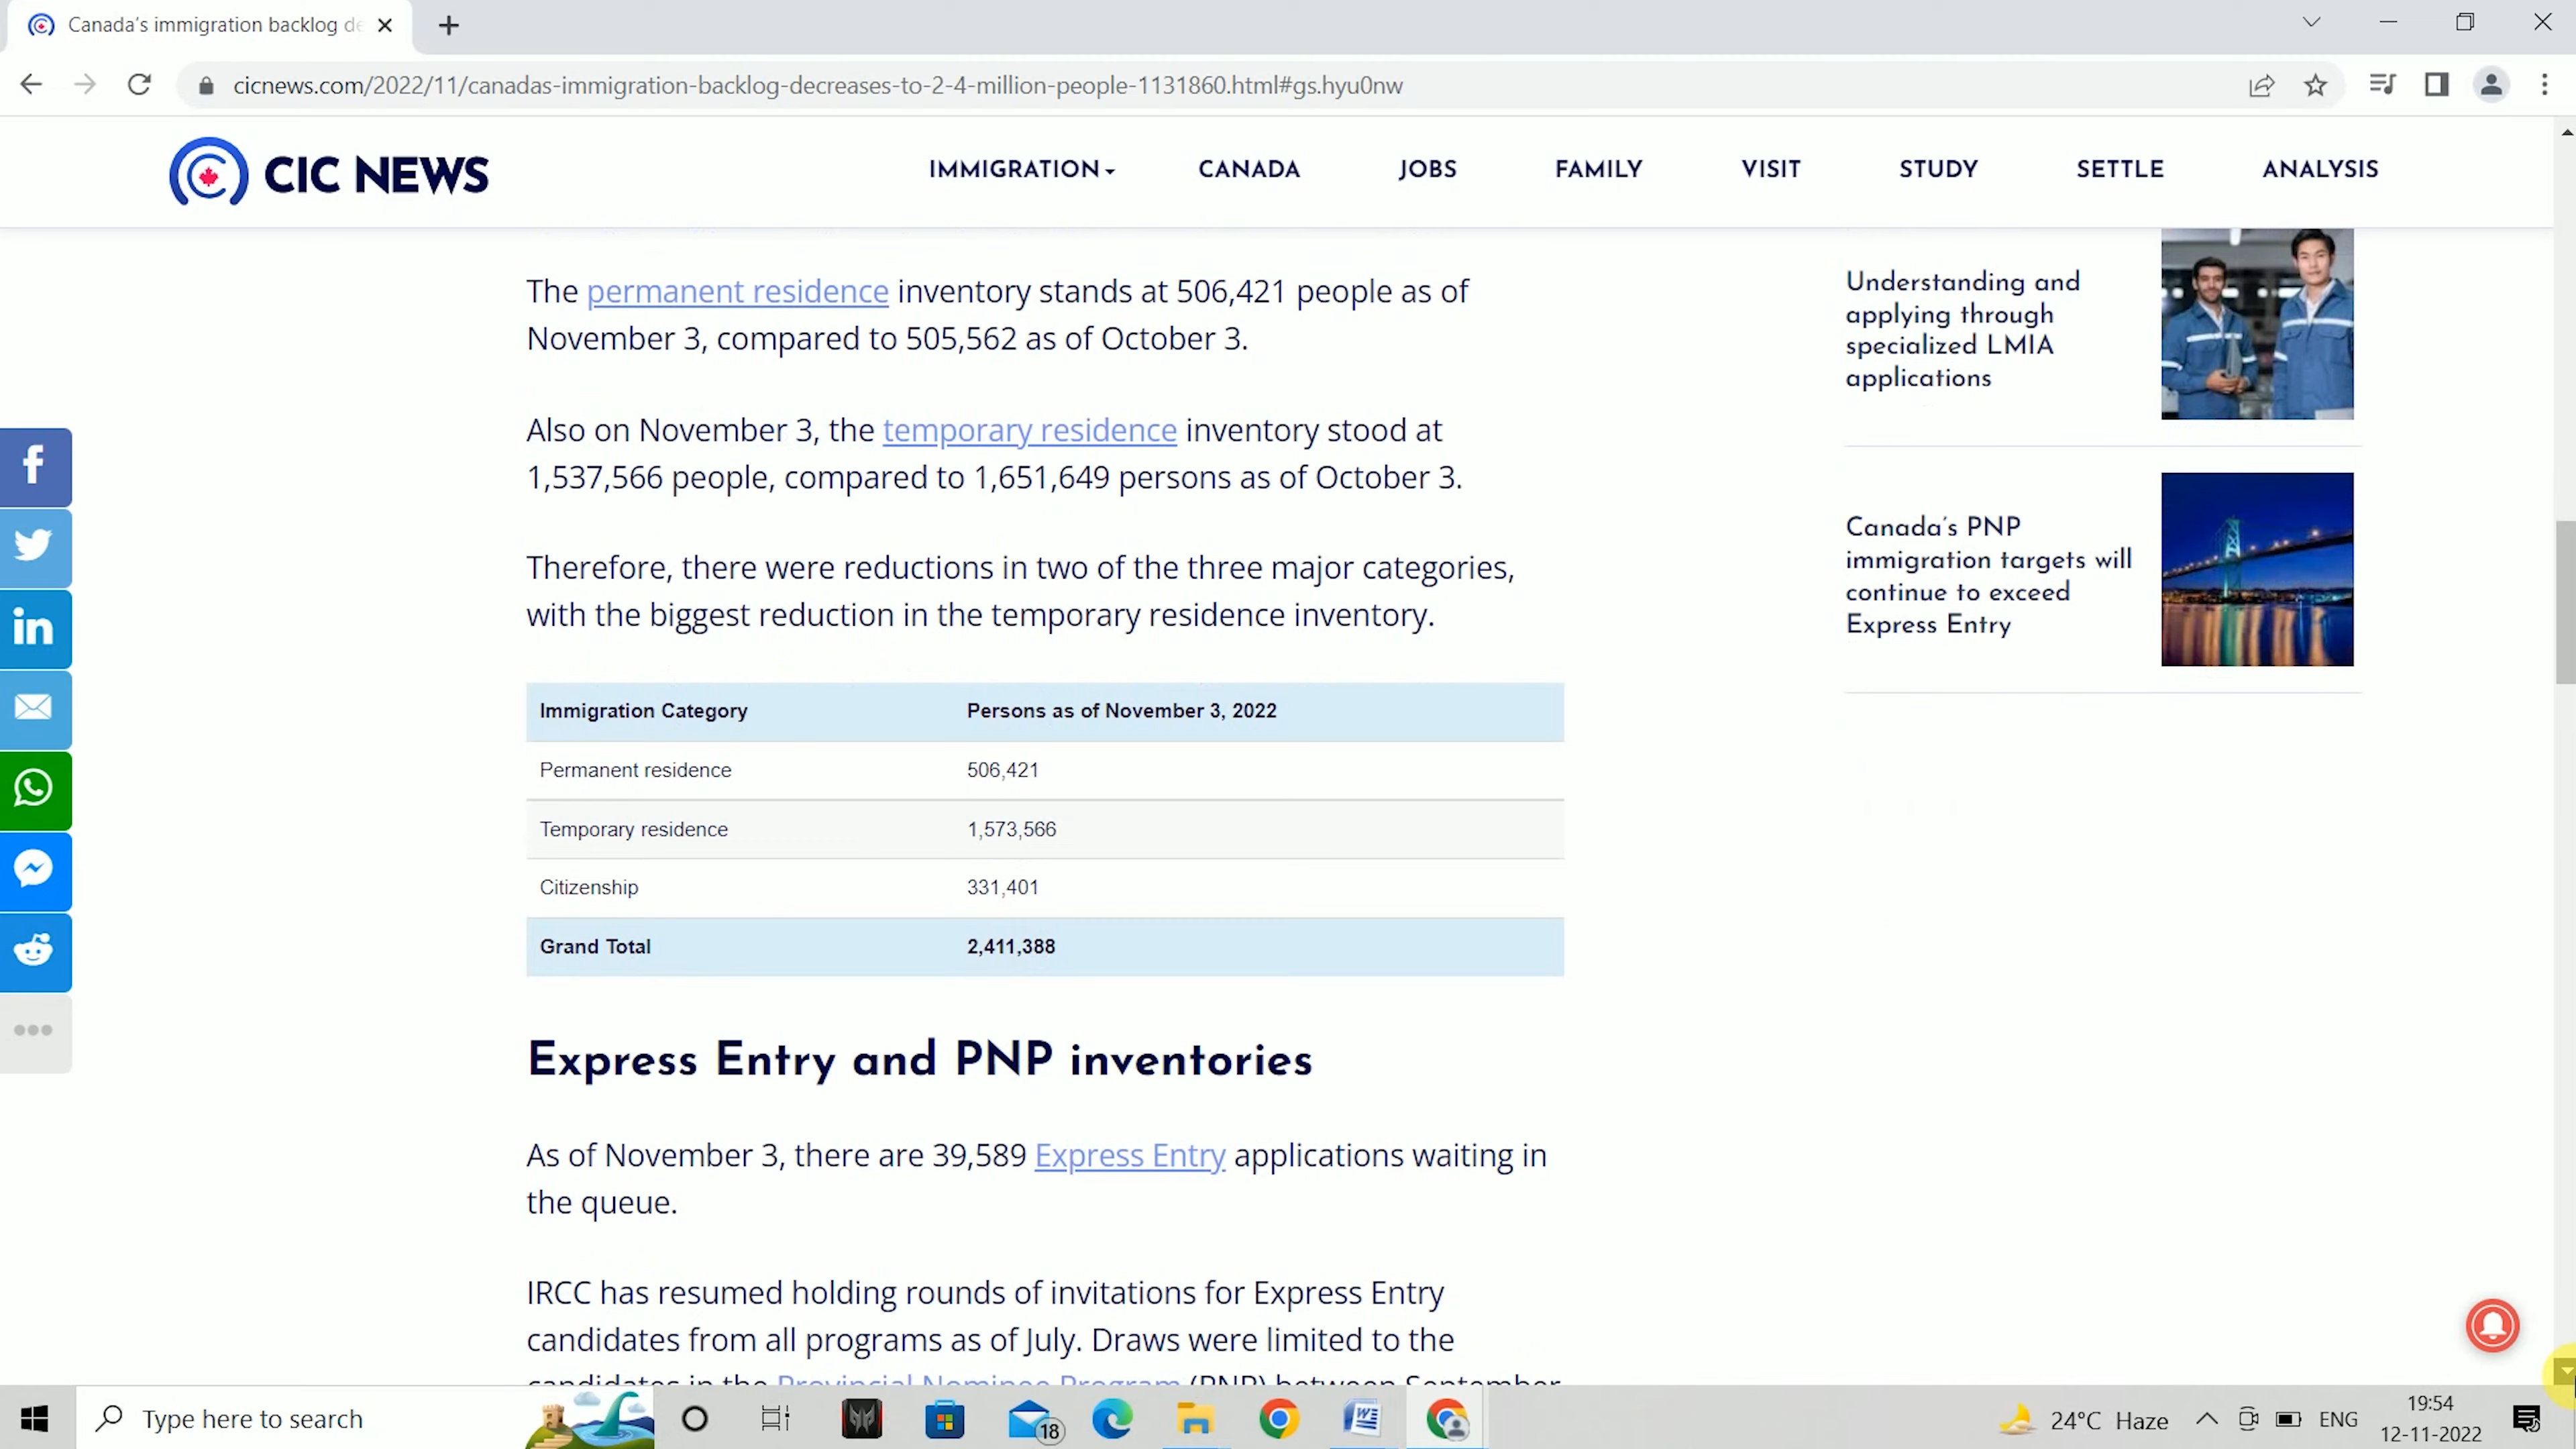 Canada's immigration backlog de
cicnews.com/2022/11/canadas-immigration-backlog-decreases-to-2-4-million-people-1131860.html#gs.hyu0nw
CIC NEWS
IMMIGRATION CANADA JOBS FAMILY VISIT STUDY SETTLE ANALYSIS
The permanent residence inventory stands at 506,421 people as of
November 3, compared to 505,562 as of October 3.
Also on November 3, the temporary residence inventory stood at
1,537,566 people, compared to 1,651,649 persons as of October 3.
Therefore, there were reductions in two of the three major categories,
with the biggest reduction in the temporary residence inventory.
Immigration Category Persons as of November 3, 2022
Permanent residence 506,421
Temporary residence 1,573,566
Citizenship 331,401
Grand Total 2,411,388
Express Entry and PNP inventories
As of November 3, there are 39,589 Express Entry applications waiting in
the queue.
IRCC has resumed holding rounds of invitations for Express Entry
candidates from all programs as of July. Draws were limited to the
candidates in the Provincial Nominee Program (PNP) between September
Understanding and
applying through
specialized LMIA
applications
Canada's PNP
immigration targets will
continue to exceed
Express Entry
Type here to search
18
24°C Haze
ENG
19:54
12-11-2022